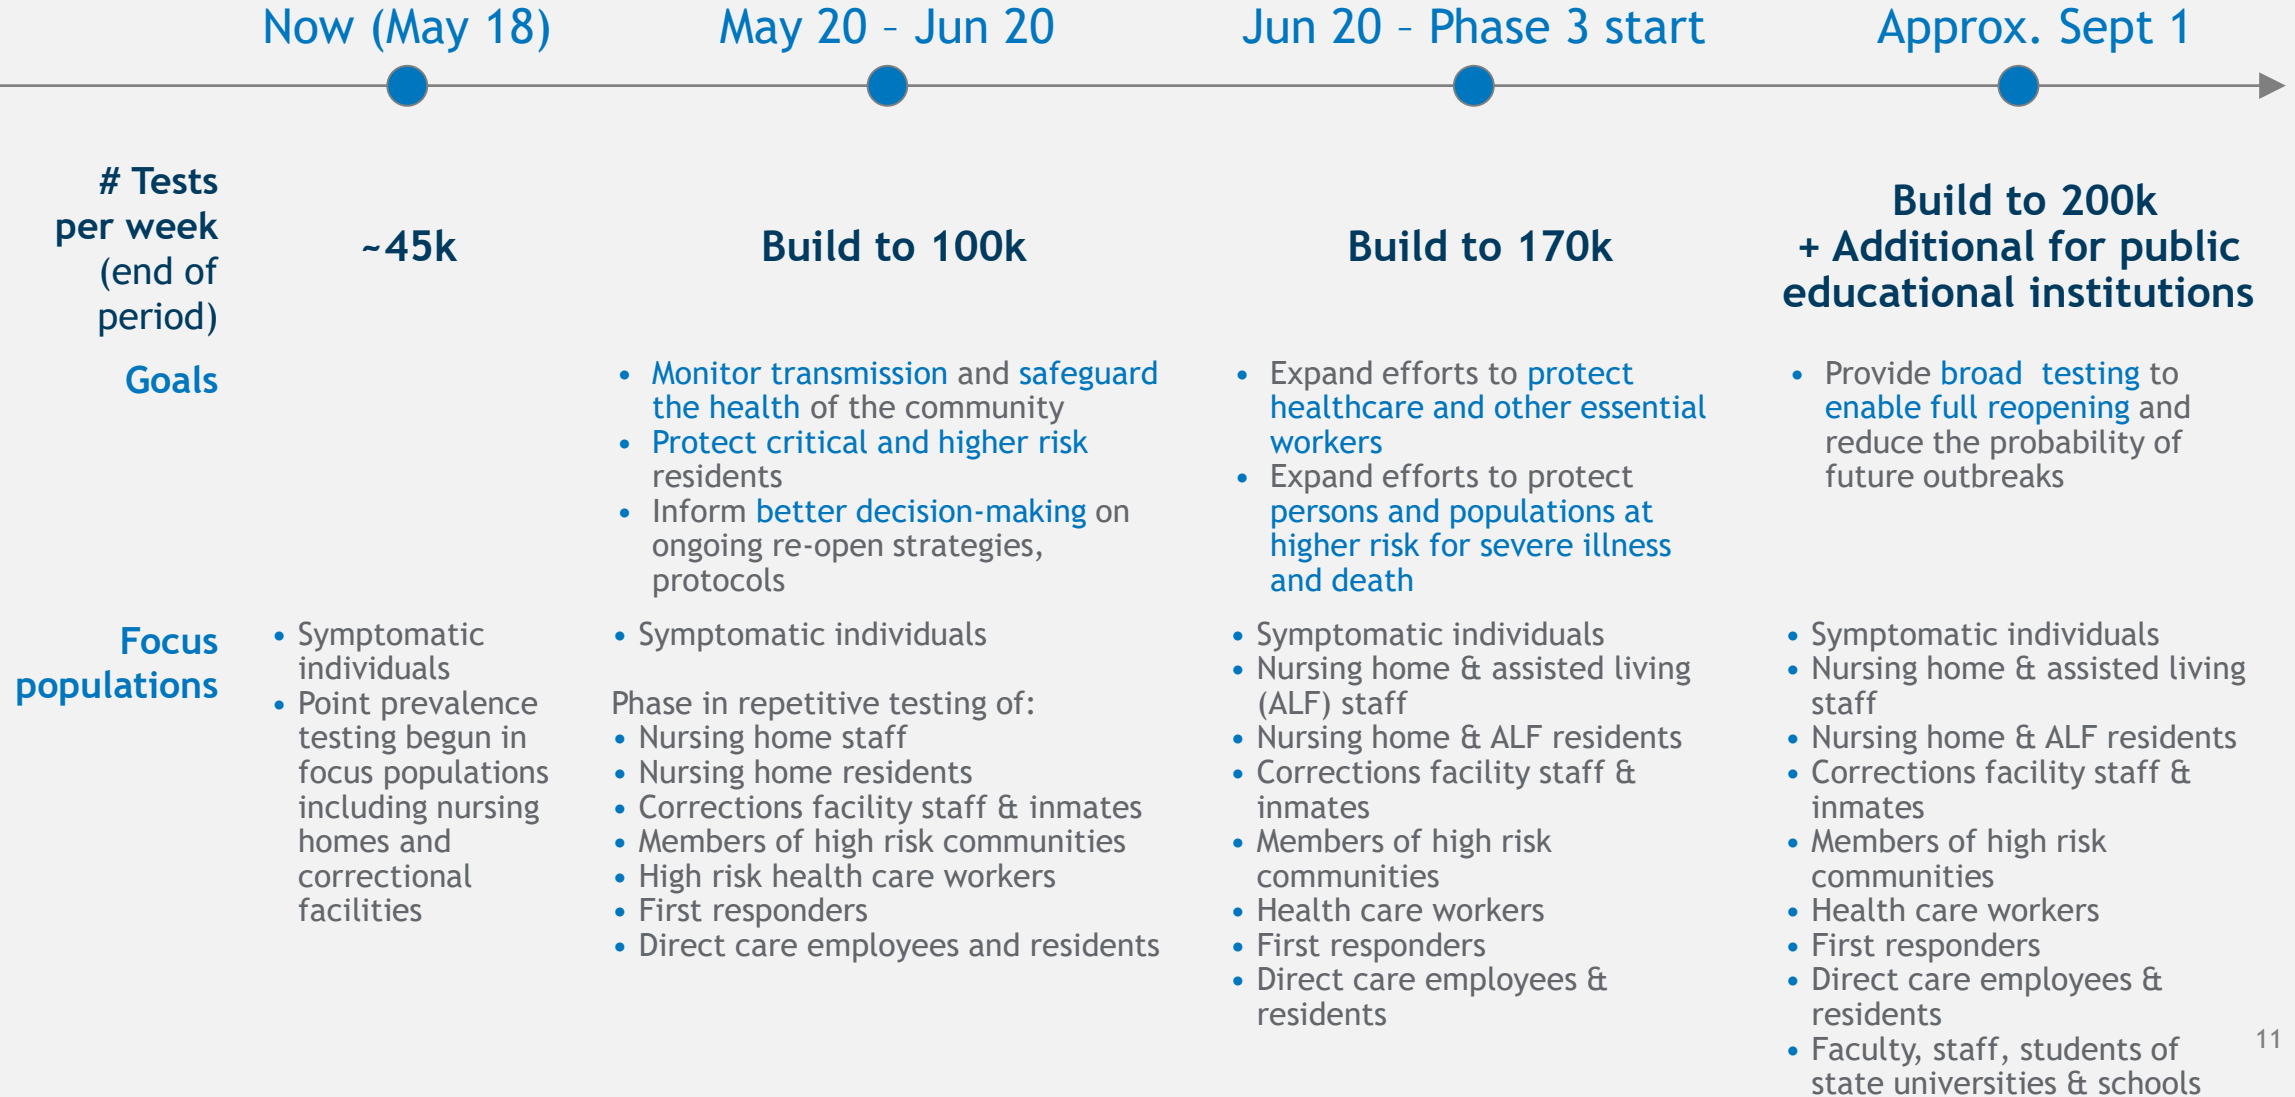 Now (May 18)
May 20 – Jun 20
Jun 20 – Phase 3 start
Approx. Sept 1
# Tests
per week
(end of
period)
~45k
Build to 100k
Build to 170k
Build to 200k
+ Additional for public
educational institutions
Goals
• Monitor transmission and safeguard
the health of the community
• Protect critical and higher risk
residents
• Inform better decision-making on
ongoing re-open strategies,
protocols
• Expand efforts to protect
healthcare and other essential
workers
• Expand efforts to protect
persons and populations at
higher risk for severe illness
and death
• Provide broad testing to
enable full reopening and
reduce the probability of
future outbreaks
Focus
populations
• Symptomatic
individuals
• Point prevalence
testing begun in
focus populations
including nursing
homes and
correctional
facilities
• Symptomatic individuals
Phase in repetitive testing of:
• Nursing home staff
• Nursing home residents
• Corrections facility staff & inmates
• Members of high risk communities
• High risk health care workers
• First responders
• Direct care employees and residents
• Symptomatic individuals
• Nursing home & assisted living
(ALF) staff
• Nursing home & ALF residents
• Corrections facility staff &
inmates
• Members of high risk
communities
• Health care workers
• First responders
• Direct care employees &
residents
• Symptomatic individuals
• Nursing home & assisted living
staff
• Nursing home & ALF residents
• Corrections facility staff &
inmates
• Members of high risk
communities
• Health care workers
• First responders
• Direct care employees &
residents
• Faculty, staff, students of
state universities & schools
11